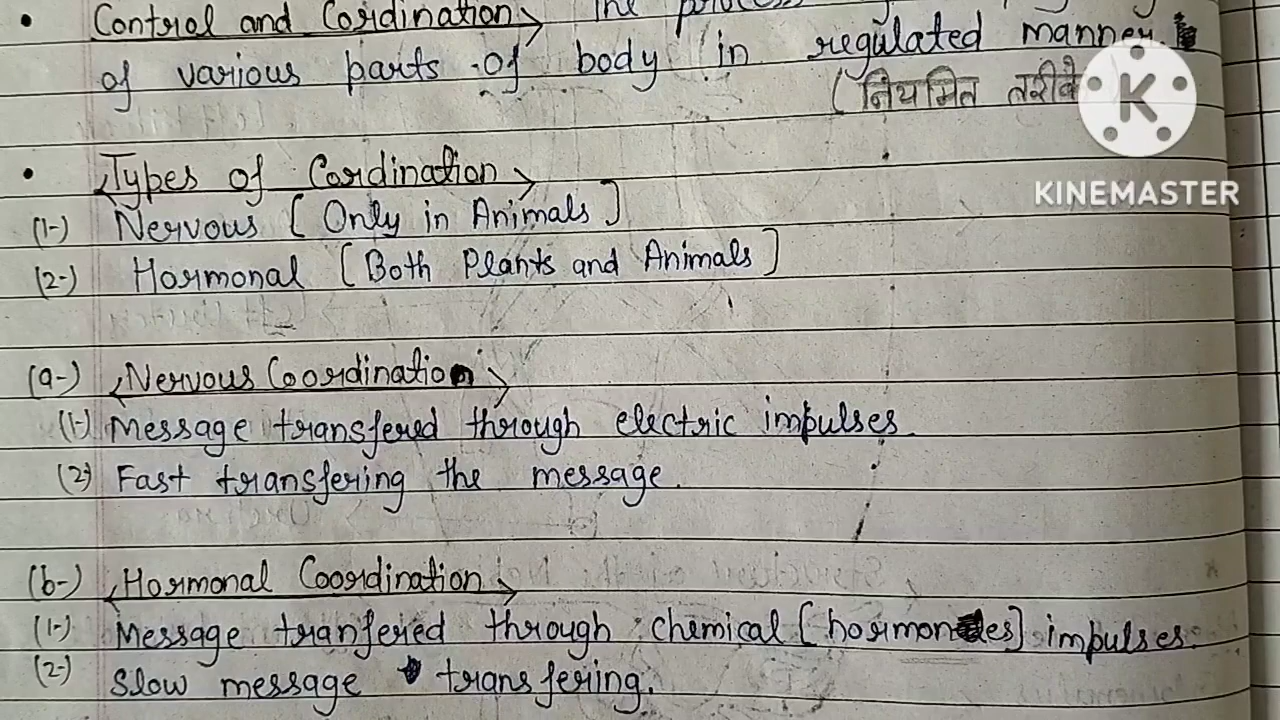 • Control and Cordination → The process
of various parts of body in regulated manner
(नियमित तरीके
K
KINEMASTER
• Types of Cordination →
(1-) Nervous [Only in Animals]
(2-) Hormonal [Both Plants and Animals]
(a-) Nervous Coordination →
(1-) Message transfered through electric impulses.
(2) Fast transfering the message.
(b-) Hormonal Coordination →
(1-) Message tranfered through chemical [hormones] impulses.
(2-) Slow message transfering.